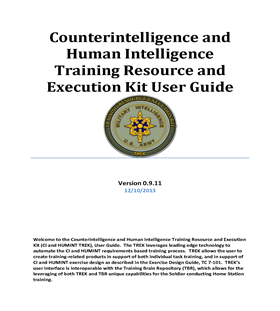 Counterintelligence and
Human Intelligence
Training Resource and
Execution Kit User Guide
MILITARY INTELLIGENCE
U.S. ARMY
TREK
Version 0.9.11
12/10/2013
Welcome to the Counterintelligence and Human Intelligence Training Resource and Execution
Kit (CI and HUMINT TREK), User Guide. The TREK leverages leading edge technology to
automate the CI and HUMINT requirements based training process. TREK allows the user to
create training-related products in support of both individual task training, and in support of
CI and HUMINT exercise design as described in the Exercise Design Guide, TC 7-101. TREK's
user interface is interoperable with the Training Brain Repository (TBR), which allows for the
leveraging of both TREK and TBR unique capabilities for the Soldier conducting Home Station
training.